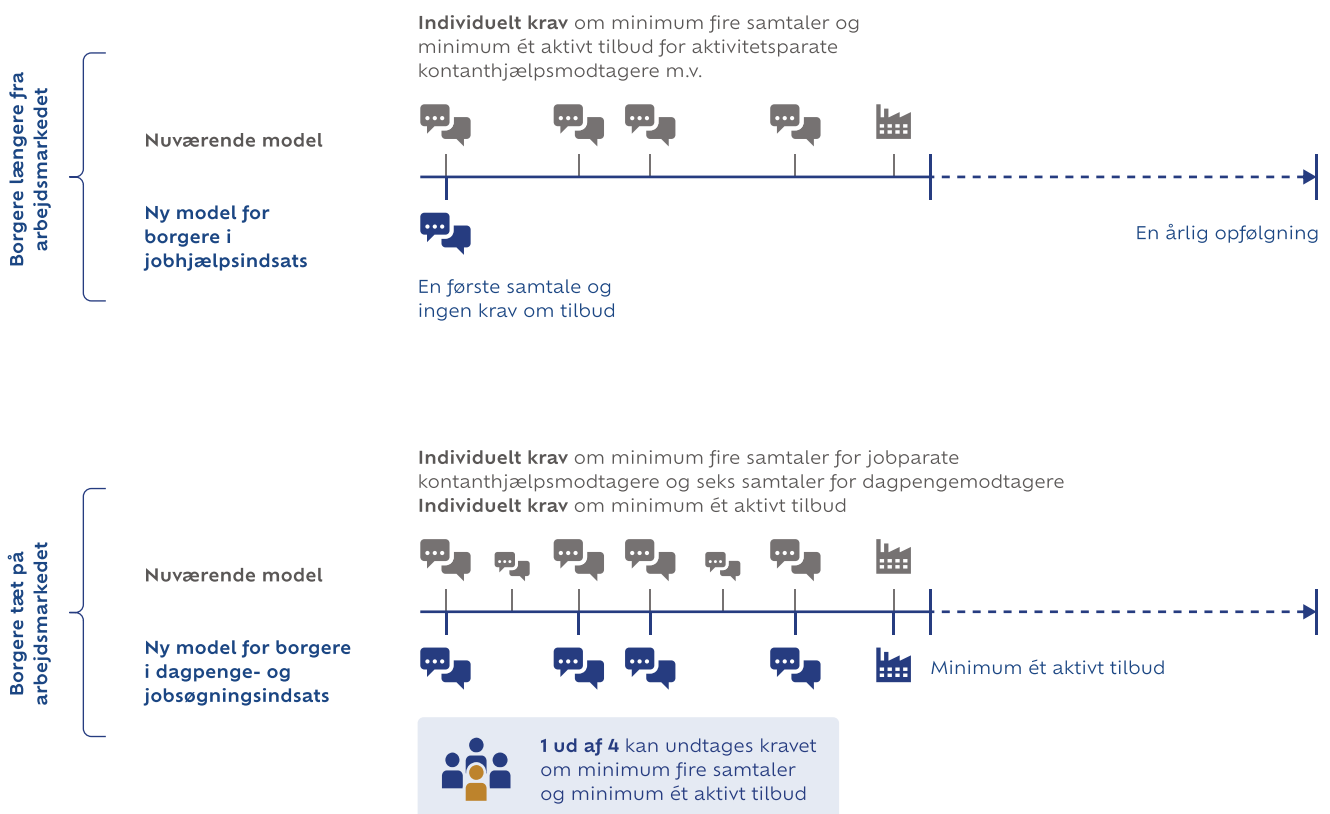 Individuelt krav om minimum fire samtaler og
minimum ét aktivt tilbud for aktivitetsparate
kontanthjælpsmodtagere m.v.
Borgere længere fra
arbejdsmarkedet
Nuværende model
Ny model for
borgere i
jobhjælpsindsats
En årlig opfølgning
En første samtale og
ingen krav om tilbud
Individuelt krav om minimum fire samtaler for jobparate
kontanthjælpsmodtagere og seks samtaler for dagpengemodtagere
Individuelt krav om minimum ét aktivt tilbud
Borgere tæt på
arbejdsmarkedet
Nuværende model
Ny model for borgere
i dagpenge- og
jobsøgningsindsats
Minimum ét aktivt tilbud
1 ud af 4 kan undtages kravet
om minimum fire samtaler
og minimum ét aktivt tilbud